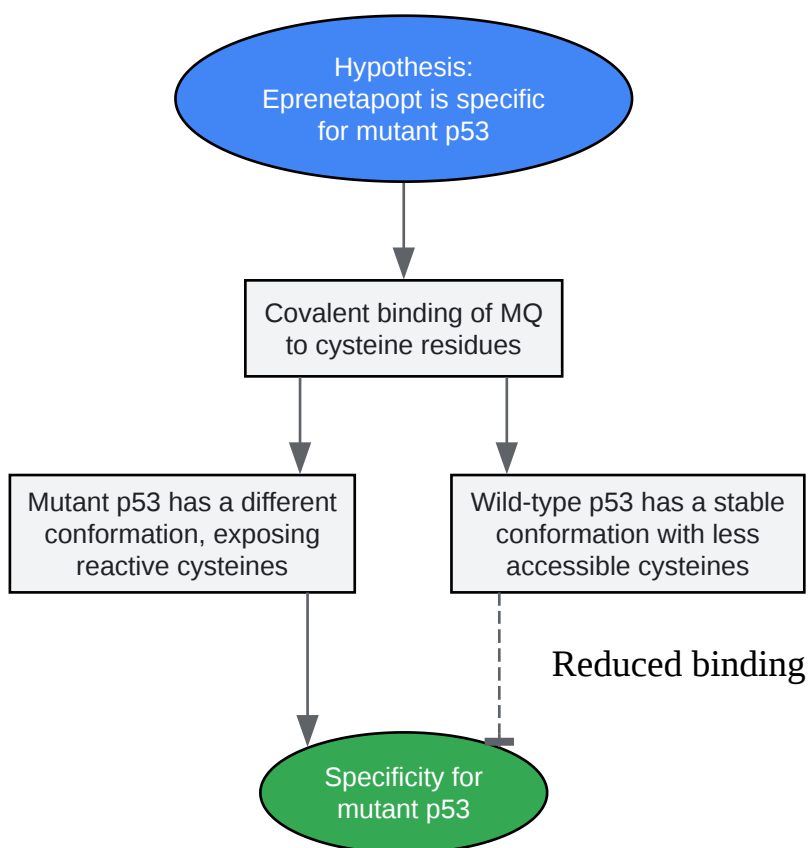 Hypothesis:
Eprenetapopt is specific
for mutant p53
Covalent binding of MQ
to cysteine residues
Mutant p53 has a different
conformation, exposing
reactive cysteines
Wild-type p53 has a stable
conformation with less
accessible cysteines
Reduced binding
Specificity for
mutant p53